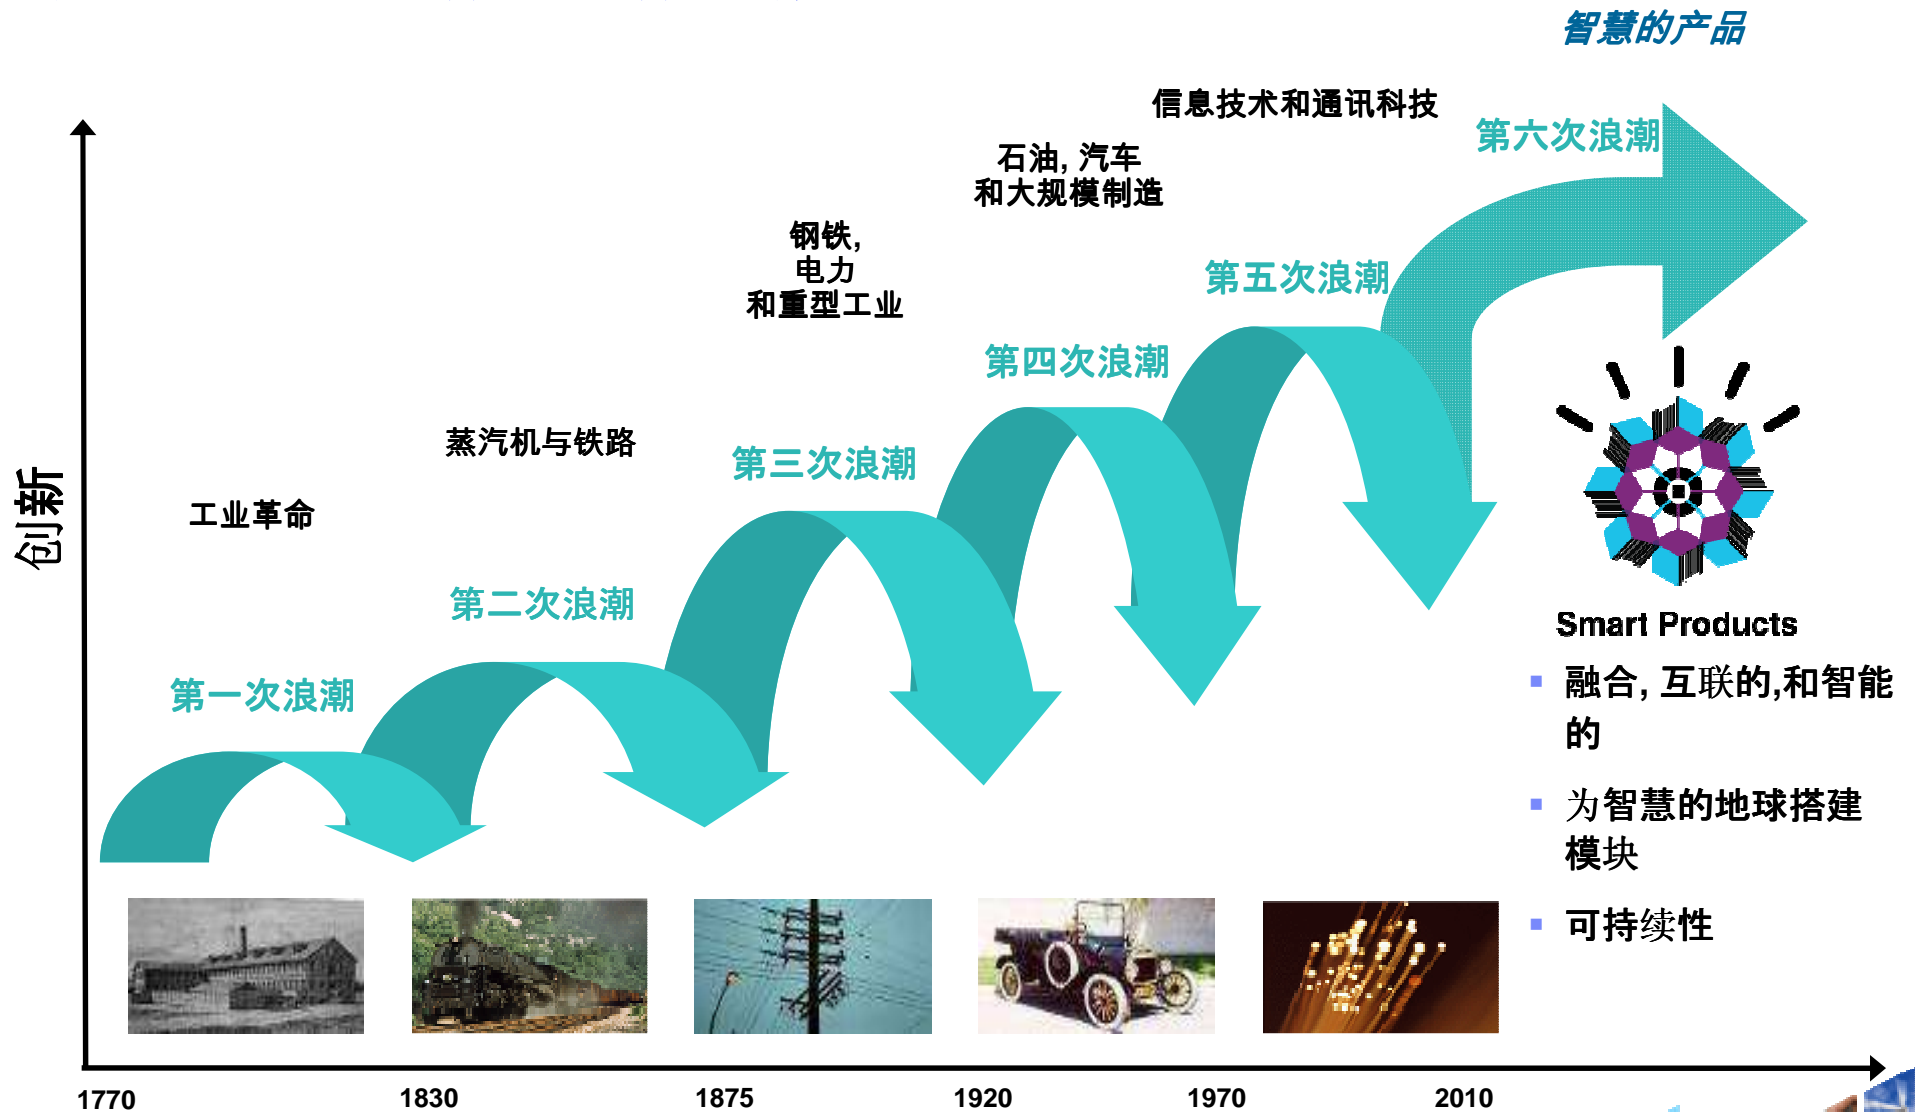 智慧的产品
信息技术和通讯科技
第六次浪潮
石油, 汽车
和大规模制造
钢铁,
电力
和重型工业
第五次浪潮
第四次浪潮
蒸汽机与铁路
第三次浪潮
工业革命
创新
第二次浪潮
第一次浪潮
Smart Products
融合, 互联的,和智能
的
为智慧的地球搭建
模块
可持续性
1770 1830 1875 1920 1970 2010